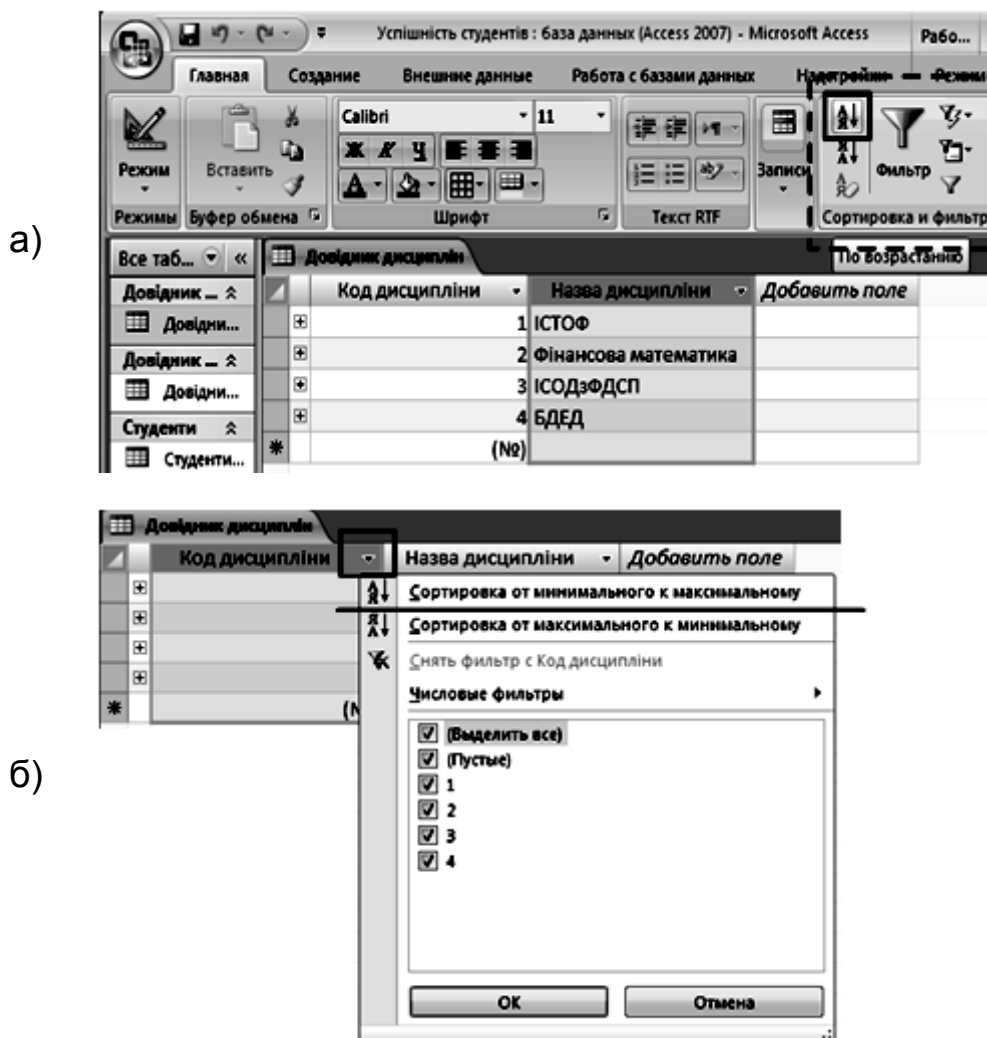 Успішність студентів : база данных (Access 2007) - Microsoft Access Рабо...
Главная Создание Внешние данные Работа с базами данных Надстройки Режим
Calibri 11
Ж К Ч
Режим Вставить Записи Фильтр
Режимы Буфер обмена Шрифт Текст RTF Сортировка и фильтр
а)
Все таб... « Довідник дисциплін По возрастанию
Довідник ... Код дисципліни Назва дисципліни Добавить поле
Довідни... 1 ІСТОФ
Довідник ... 2 Фінансова математика
Довідни... 3 ІСОДзФДСП
Студенти 4 БДЕД
Студенти... * (№)
Довідник дисциплін
Код дисципліни Назва дисципліни Добавить поле
Сортировка от минимального к максимальному
Сортировка от максимального к минимальному
Снять фильтр с Код дисципліни
Числовые фильтры
(Выделить все)
(Пустые)
б)
1
2
3
4
ОК Отмена